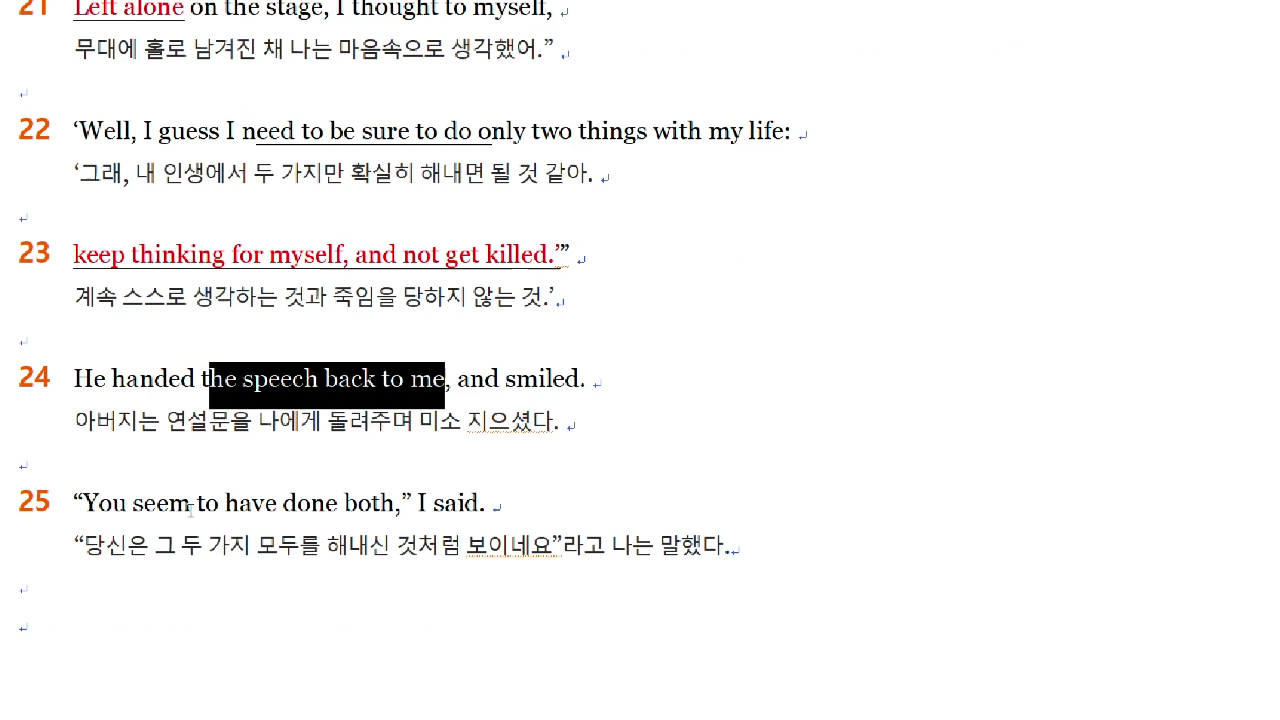 21 Left alone on the stage, I thought to myself,
무대에 홀로 남겨진 채 나는 마음속으로 생각했어.”
22 ‘Well, I guess I need to be sure to do only two things with my life:
‘그래, 내 인생에서 두 가지만 확실히 해내면 될 것 같아.
23 keep thinking for myself, and not get killed.’”
계속 스스로 생각하는 것과 죽임을 당하지 않는 것.’
24 He handed the speech back to me, and smiled.
아버지는 연설문을 나에게 돌려주며 미소 지으셨다.
25 “You seem to have done both,” I said.
“당신은 그 두 가지 모두를 해내신 것처럼 보이네요”라고 나는 말했다.